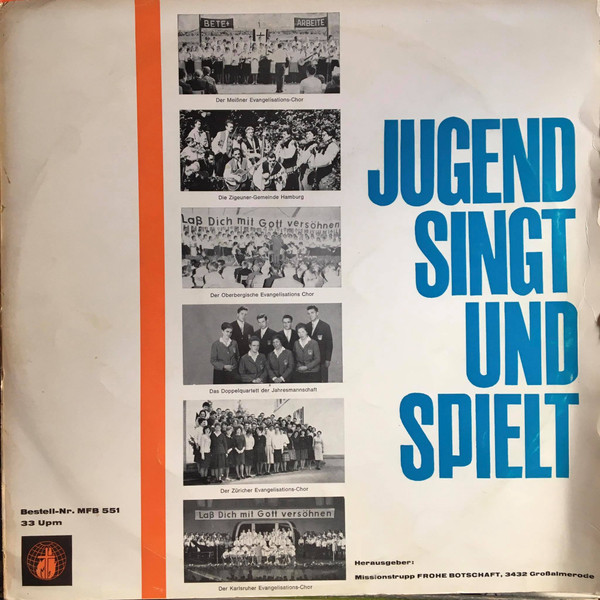 BETE + ARBEITE
Der Meißner Evangelisations-Chor
Die Zigeuner-Gemeinde Hamburg
Laß Dich mit Gott versöhnen
Der Oberbergische Evangelisations Chor
Das Doppelquartett der Jahresmannschaft
Der Züricher Evangelisations-Chor
Laß Dich mit Gott versöhnen
Der Karlsruher Evangelisations-Chor
JUGEND
SINGT
UND
SPIELT
Bestell-Nr. MFB 551
33 Upm
Herausgeber:
Missionstrupp FROHE BOTSCHAFT, 3432 Großalmerode